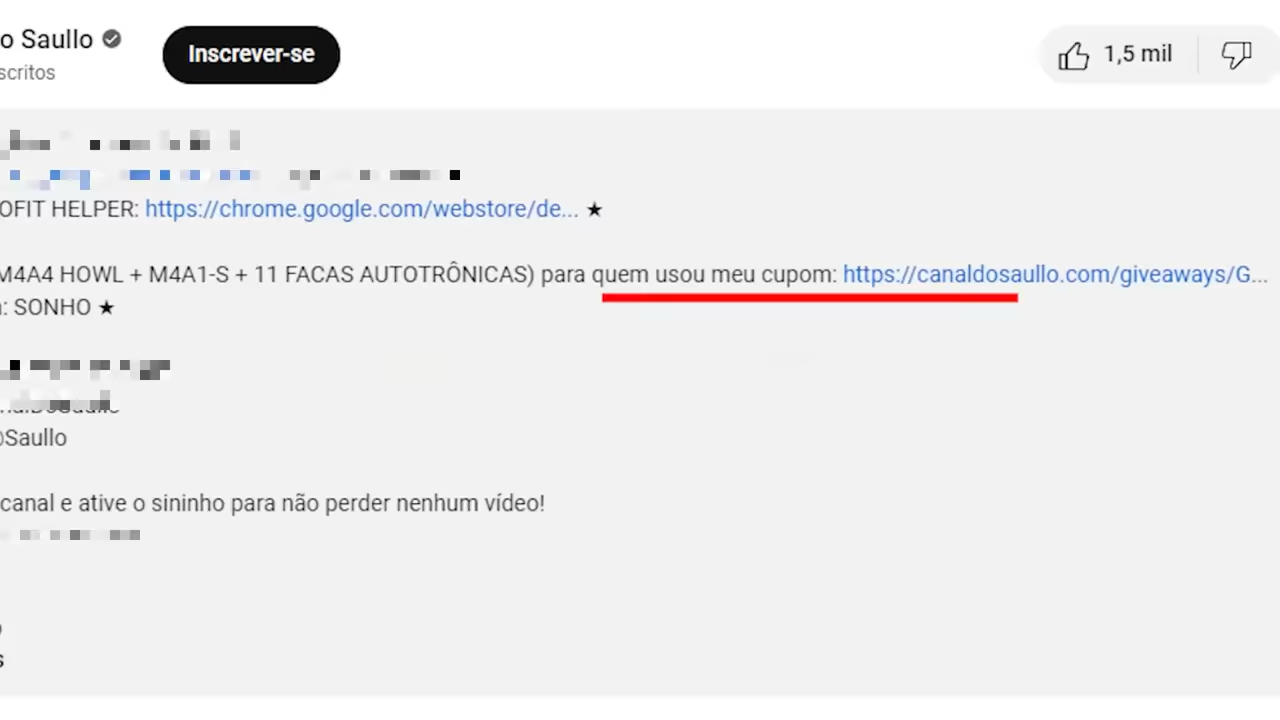 o Saullo
Inscrever-se
1,5 mil
scritos
OFIT HELPER: https://chrome.google.com/webstore/de... ★
M4A4 HOWL + M4A1-S + 11 FACAS AUTOTRÔNICAS) para quem usou meu cupom: https://canaldosaullo.com/giveaways/G...
: SONHO ★
@Saullo
canal e ative o sininho para não perder nenhum vídeo!